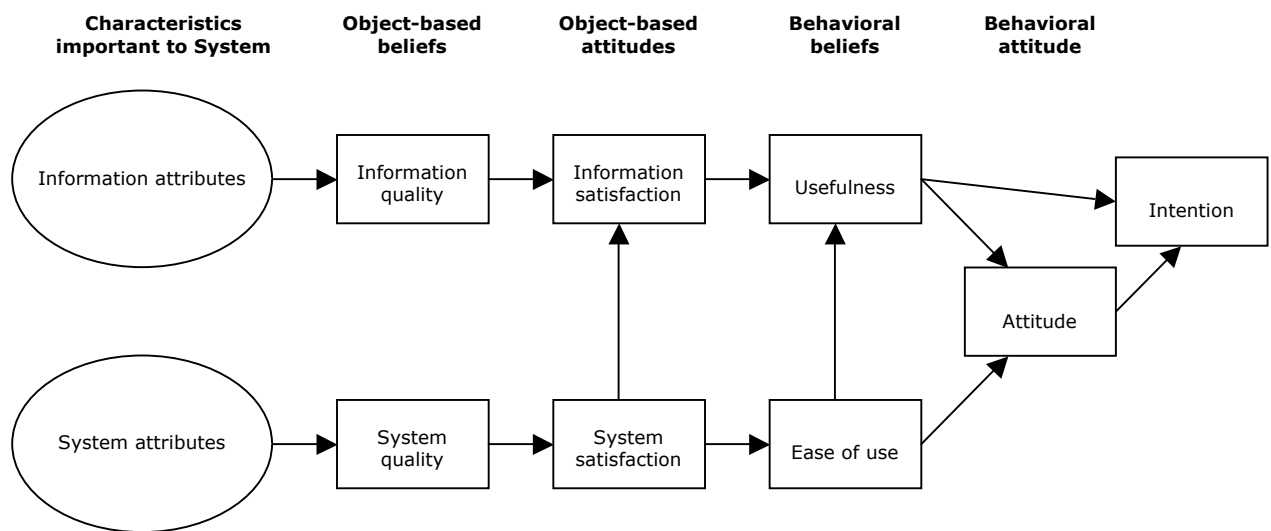 Characteristics
important to System
Object-based
beliefs
Object-based
attitudes
Behavioral
beliefs
Behavioral
attitude
Information attributes
Information
quality
Information
satisfaction
Usefulness
Intention
Attitude
System attributes
System
quality
System
satisfaction
Ease of use